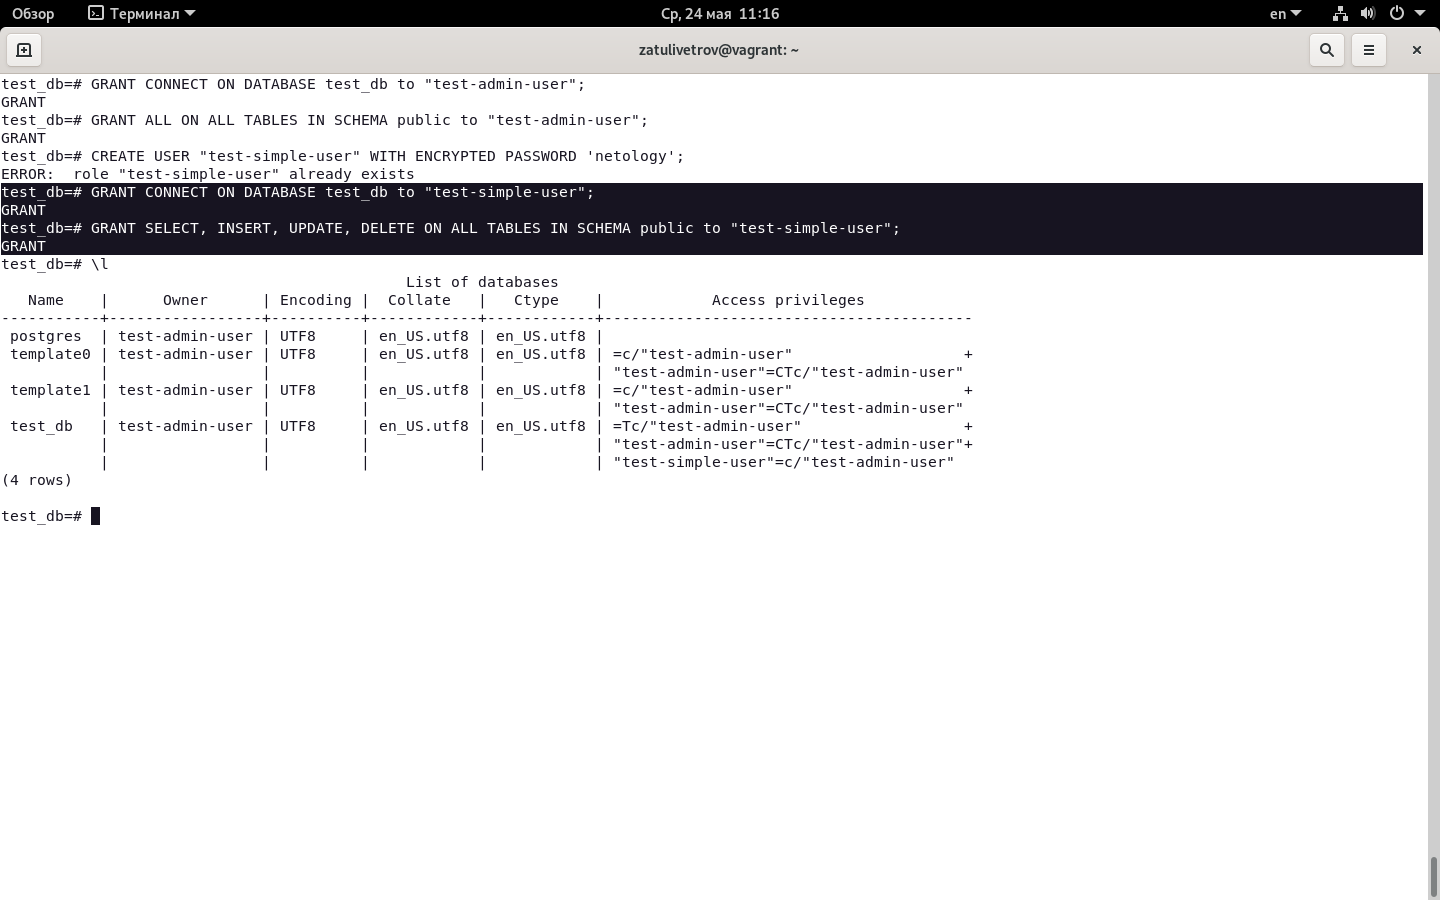 Обзор Терминал Ср, 24 мая 11:16 en
zatulivetrov@vagrant: ~
test_db=# GRANT CONNECT ON DATABASE test_db to "test-admin-user";
GRANT
test_db=# GRANT ALL ON ALL TABLES IN SCHEMA public to "test-admin-user";
GRANT
test_db=# CREATE USER "test-simple-user" WITH ENCRYPTED PASSWORD 'netology';
ERROR:  role "test-simple-user" already exists
test_db=# GRANT CONNECT ON DATABASE test_db to "test-simple-user";
GRANT
test_db=# GRANT SELECT, INSERT, UPDATE, DELETE ON ALL TABLES IN SCHEMA public to "test-simple-user";
GRANT
test_db=# \l
                                             List of databases
   Name    |      Owner      | Encoding |  Collate   |   Ctype    |            Access privileges
-----------+-----------------+----------+------------+------------+-----------------------------------------
 postgres  | test-admin-user | UTF8     | en_US.utf8 | en_US.utf8 |
 template0 | test-admin-user | UTF8     | en_US.utf8 | en_US.utf8 | =c/"test-admin-user"                   +
           |                 |          |            |            | "test-admin-user"=CTc/"test-admin-user"
 template1 | test-admin-user | UTF8     | en_US.utf8 | en_US.utf8 | =c/"test-admin-user"                   +
           |                 |          |            |            | "test-admin-user"=CTc/"test-admin-user"
 test_db   | test-admin-user | UTF8     | en_US.utf8 | en_US.utf8 | =Tc/"test-admin-user"                  +
           |                 |          |            |            | "test-admin-user"=CTc/"test-admin-user"+
           |                 |          |            |            | "test-simple-user"=c/"test-admin-user"
(4 rows)
test_db=#